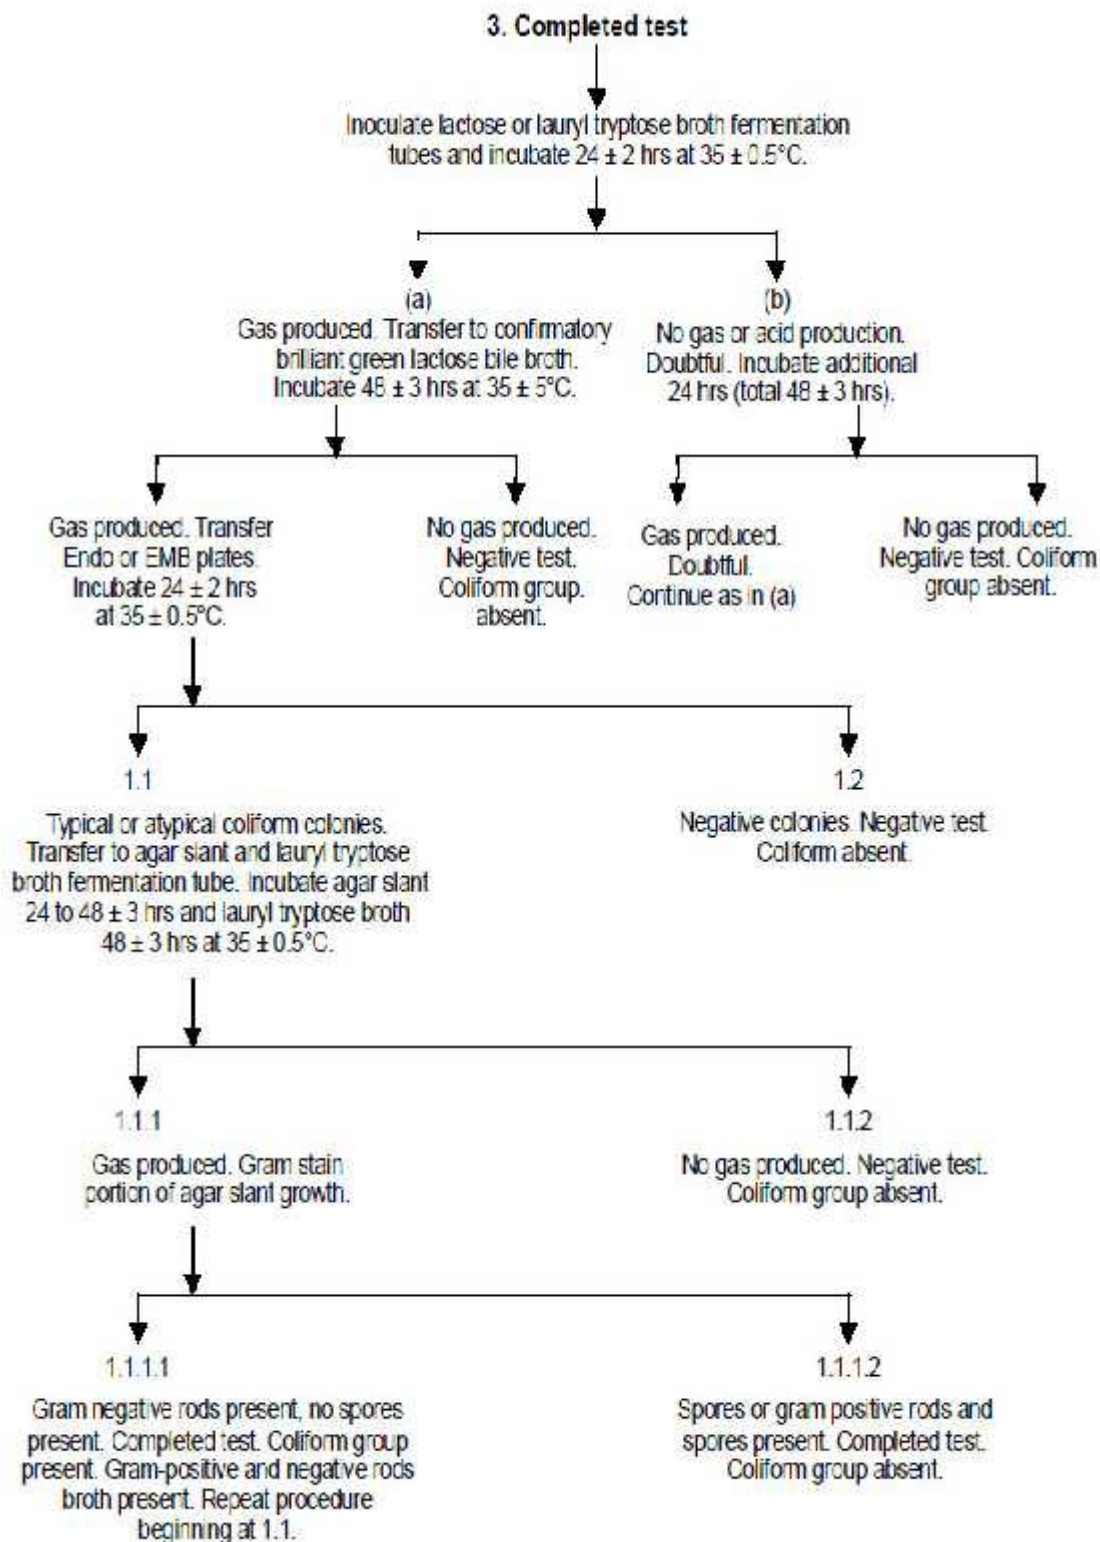 3. Completed test
Inoculate lactose or lauryl tryptose broth fermentation
tubes and incubate 24 ± 2 hrs at 35 ± 0.5°C.
(a)
Gas produced. Transfer to confirmatory
brilliant green lactose bile broth.
Incubate 48 ± 3 hrs at 35 ± 5°C.
(b)
No gas or acid production.
Doubtful. Incubate additional
24 hrs (total 48 ± 3 hrs).
Gas produced. Transfer
Endo or EMB plates.
Incubate 24 ± 2 hrs
at 35 ± 0.5°C.
No gas produced.
Negative test.
Coliform group.
absent.
Gas produced.
Doubtful.
Continue as in (a)
No gas produced.
Negative test. Coliform
group absent.
1.1
Typical or atypical coliform colonies.
Transfer to agar slant and lauryl tryptose
broth fermentation tube. Incubate agar slant
24 to 48 ± 3 hrs and lauryl tryptose broth
48 ± 3 hrs at 35 ± 0.5°C.
1.2
Negative colonies. Negative test.
Coliform absent.
1.1.1
Gas produced. Gram stain
portion of agar slant growth.
1.1.2
No gas produced. Negative test.
Coliform group absent.
1.1.1.1
Gram negative rods present, no spores
present. Completed test. Coliform group
present. Gram-positive and negative rods
broth present. Repeat procedure
beginning at 1.1.
1.1.1.2
Spores or gram positive rods and
spores present. Completed test.
Coliform group absent.